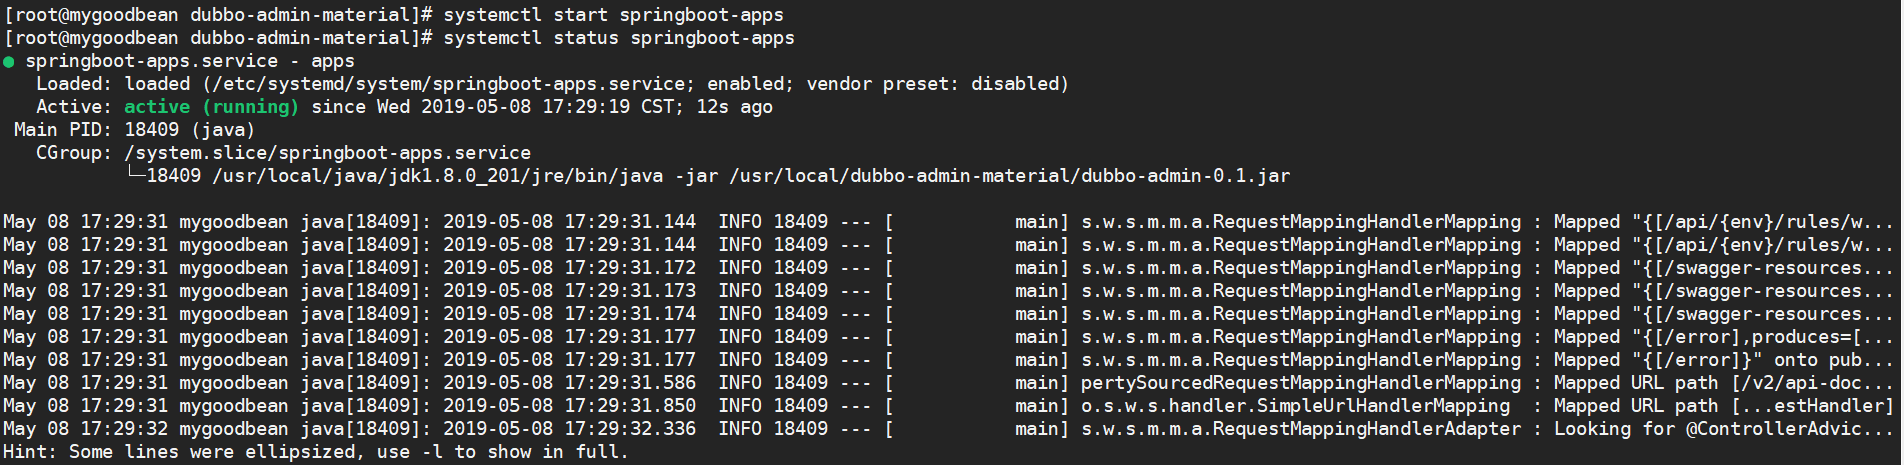 [root@mygoodbean dubbo-admin-material]# systemctl start springboot-apps
[root@mygoodbean dubbo-admin-material]# systemctl status springboot-apps
● springboot-apps.service - apps
   Loaded: loaded (/etc/systemd/system/springboot-apps.service; enabled; vendor preset: disabled)
   Active: active (running) since Wed 2019-05-08 17:29:19 CST; 12s ago
 Main PID: 18409 (java)
   CGroup: /system.slice/springboot-apps.service
           └─18409 /usr/local/java/jdk1.8.0_201/jre/bin/java -jar /usr/local/dubbo-admin-material/dubbo-admin-0.1.jar

May 08 17:29:31 mygoodbean java[18409]: 2019-05-08 17:29:31.144  INFO 18409 --- [           main] s.w.s.m.m.a.RequestMappingHandlerMapping : Mapped "{[/api/{env}/rules/w...
May 08 17:29:31 mygoodbean java[18409]: 2019-05-08 17:29:31.144  INFO 18409 --- [           main] s.w.s.m.m.a.RequestMappingHandlerMapping : Mapped "{[/api/{env}/rules/w...
May 08 17:29:31 mygoodbean java[18409]: 2019-05-08 17:29:31.172  INFO 18409 --- [           main] s.w.s.m.m.a.RequestMappingHandlerMapping : Mapped "{[/swagger-resources...
May 08 17:29:31 mygoodbean java[18409]: 2019-05-08 17:29:31.173  INFO 18409 --- [           main] s.w.s.m.m.a.RequestMappingHandlerMapping : Mapped "{[/swagger-resources...
May 08 17:29:31 mygoodbean java[18409]: 2019-05-08 17:29:31.174  INFO 18409 --- [           main] s.w.s.m.m.a.RequestMappingHandlerMapping : Mapped "{[/swagger-resources...
May 08 17:29:31 mygoodbean java[18409]: 2019-05-08 17:29:31.177  INFO 18409 --- [           main] s.w.s.m.m.a.RequestMappingHandlerMapping : Mapped "{[/error],produces=[...
May 08 17:29:31 mygoodbean java[18409]: 2019-05-08 17:29:31.177  INFO 18409 --- [           main] s.w.s.m.m.a.RequestMappingHandlerMapping : Mapped "{[/error]}" onto pub...
May 08 17:29:31 mygoodbean java[18409]: 2019-05-08 17:29:31.586  INFO 18409 --- [           main] pertySourcedRequestMappingHandlerMapping : Mapped URL path [/v2/api-doc...
May 08 17:29:31 mygoodbean java[18409]: 2019-05-08 17:29:31.850  INFO 18409 --- [           main] o.s.w.s.handler.SimpleUrlHandlerMapping  : Mapped URL path [...estHandler]
May 08 17:29:32 mygoodbean java[18409]: 2019-05-08 17:29:32.336  INFO 18409 --- [           main] s.w.s.m.m.a.RequestMappingHandlerAdapter : Looking for @ControllerAdvic...
Hint: Some lines were ellipsized, use -l to show in full.